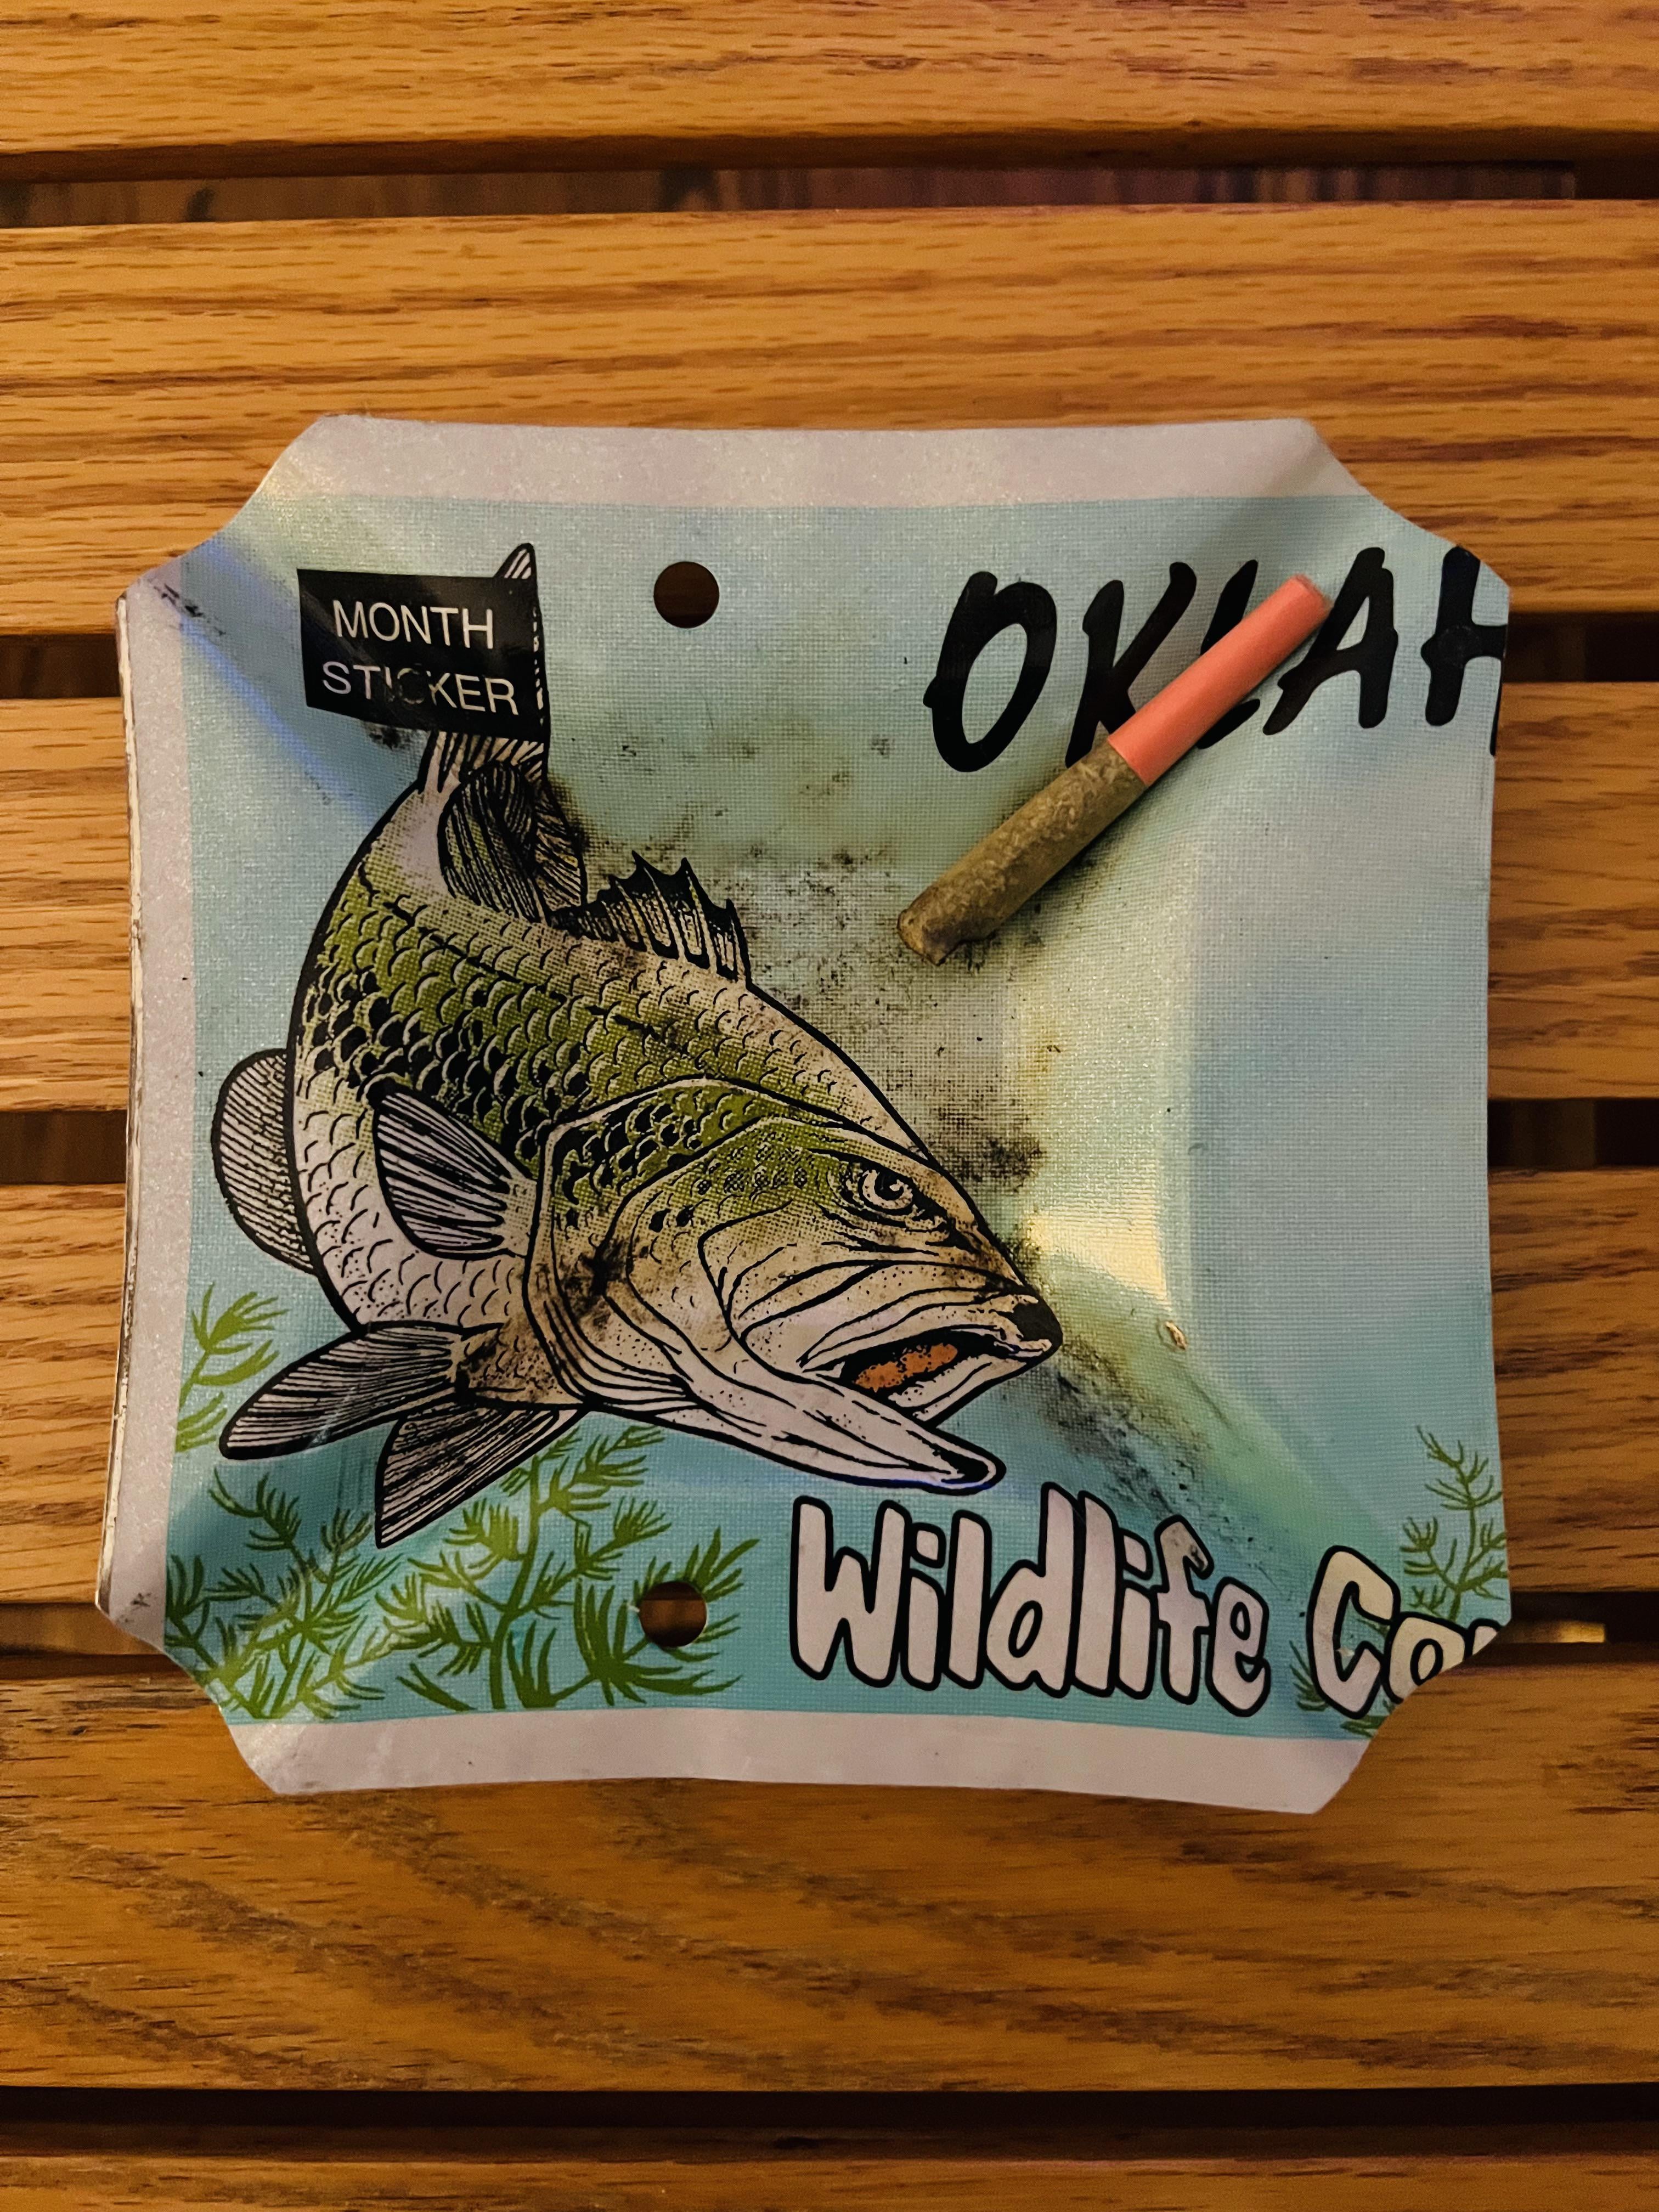 MONTH
STICKER
OKLAH
Wildlife Co